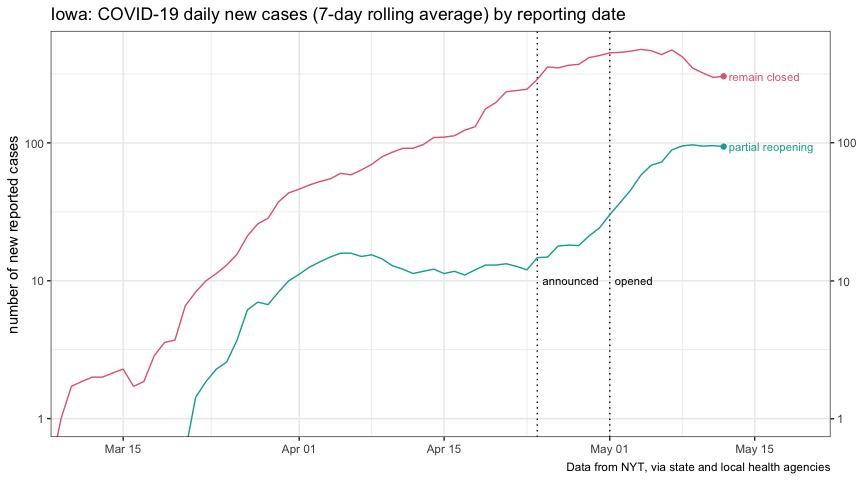 Iowa: COVID-19 daily new cases (7-day rolling average) by reporting date
number of new reported cases
100
10
1
100
10
1
remain closed
partial reopening
announced
opened
Mar 15
Apr 01
Apr 15
May 01
May 15
Data from NYT, via state and local health agencies